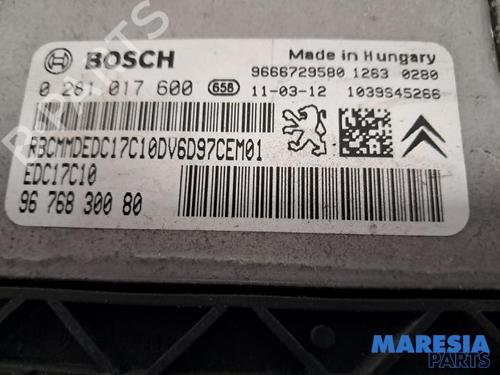 BOSCH
Made in Hungary
0 281 017 600 658
9666729580 1263 0280
11-03-12 1039S45266
RBCMMDEDC17C10DV6D97CEM01
EDC17C10
96 768 300 80
MARESIA
PARTS